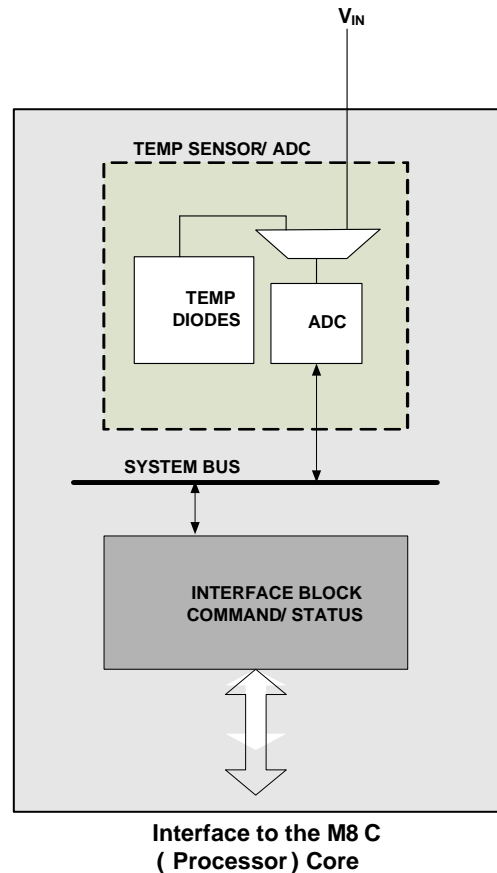 VIN
TEMP SENSOR/ ADC
TEMP
DIODES
ADC
SYSTEM BUS
INTERFACE BLOCK
COMMAND/ STATUS
Interface to the M8 C
( Processor ) Core